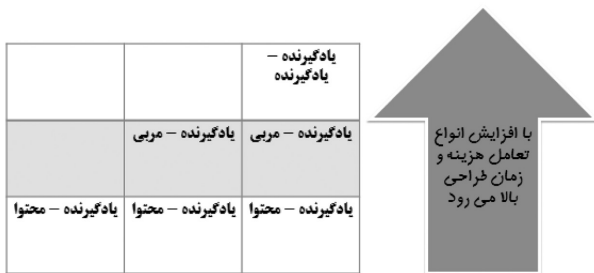 یادگیرنده –
یادگیرنده
یادگیرنده – مربی
یادگیرنده – مربی
یادگیرنده – محتوا
یادگیرنده – محتوا
یادگیرنده – محتوا
با افزایش انواع
تعامل هزینه و
زمان طراحی
بالا می رود